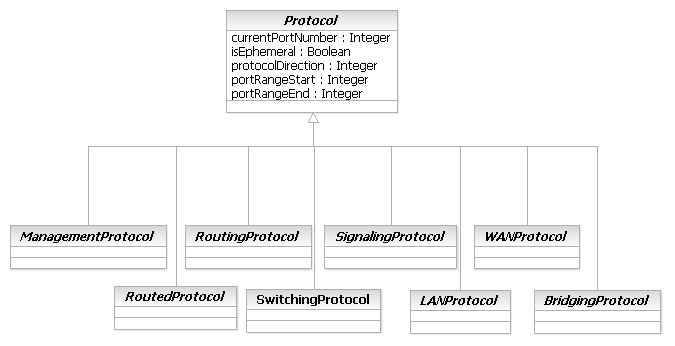 Protocol
currentPortNumber : Integer
isEphemeral : Boolean
protocolDirection : Integer
portRangeStart : Integer
portRangeEnd : Integer
ManagementProtocol
RoutingProtocol
SignalingProtocol
WANProtocol
RoutedProtocol
SwitchingProtocol
LANProtocol
BridgingProtocol